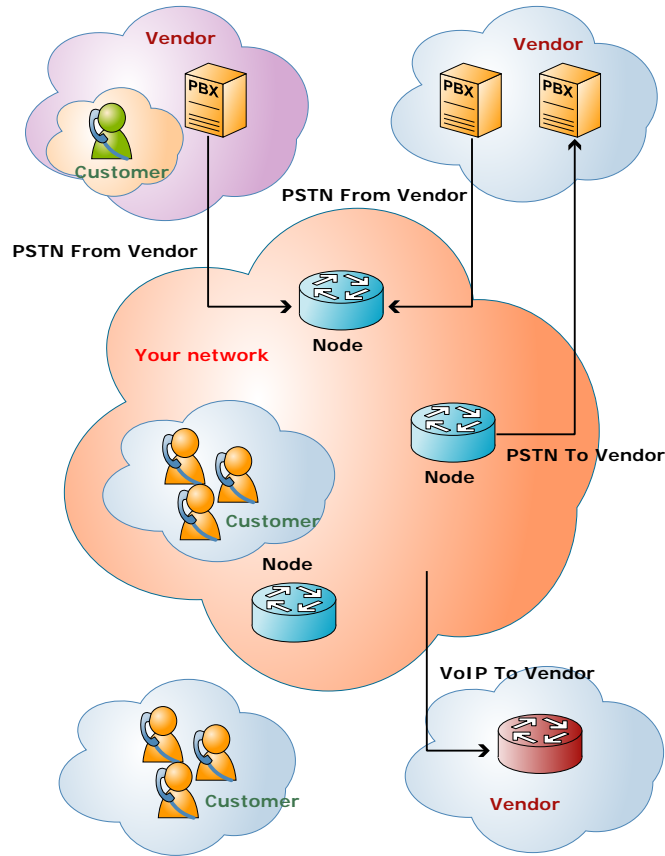 Vendor
Vendor
PBX
PBX
PBX
Customer
PSTN From Vendor
PSTN From Vendor
Node
Your network
Node
PSTN To Vendor
Customer
Node
VoIP To Vendor
Customer
Vendor